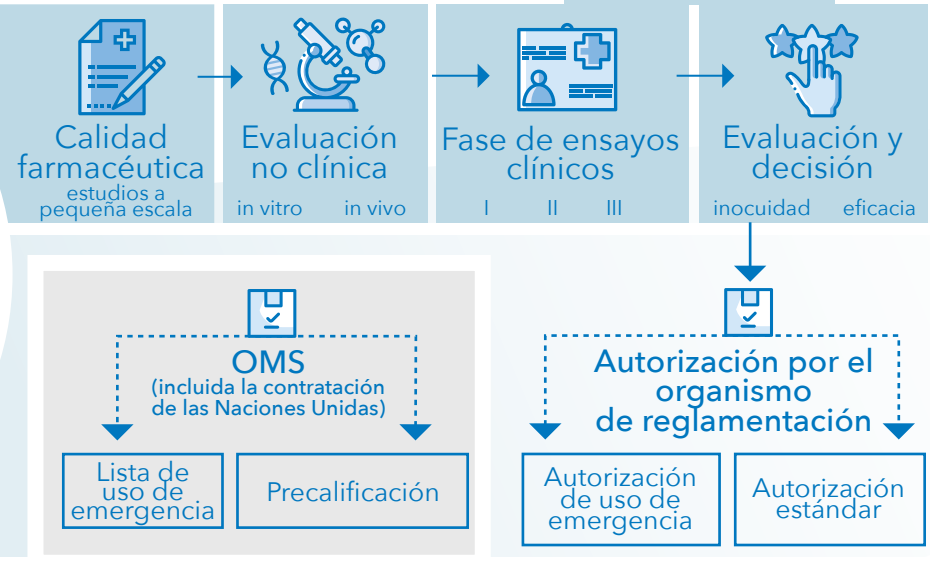 Calidad
farmacéutica
estudios a
pequeña escala
Evaluación
no clínica
in vitro in vivo
Fase de ensayos
clínicos
I II III
Evaluación y
decisión
inocuidad eficacia
OMS
(incluida la contratación
de las Naciones Unidas)
Lista de
uso de
emergencia
Precalificación
Autorización por el
organismo
de reglamentación
Autorización
de uso de
emergencia
Autorización
estándar